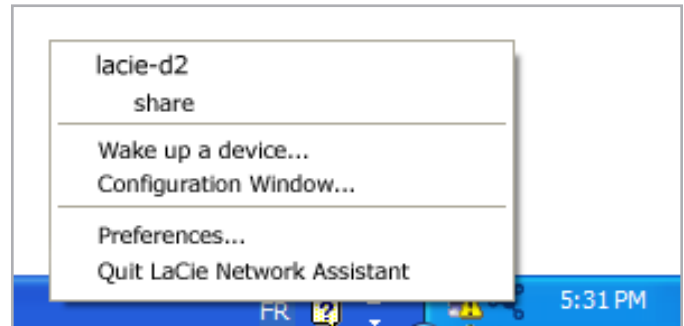 lacie-d2
share
Wake up a device...
Configuration Window...
Preferences...
Quit LaCie Network Assistant
FR ? 5:31 PM